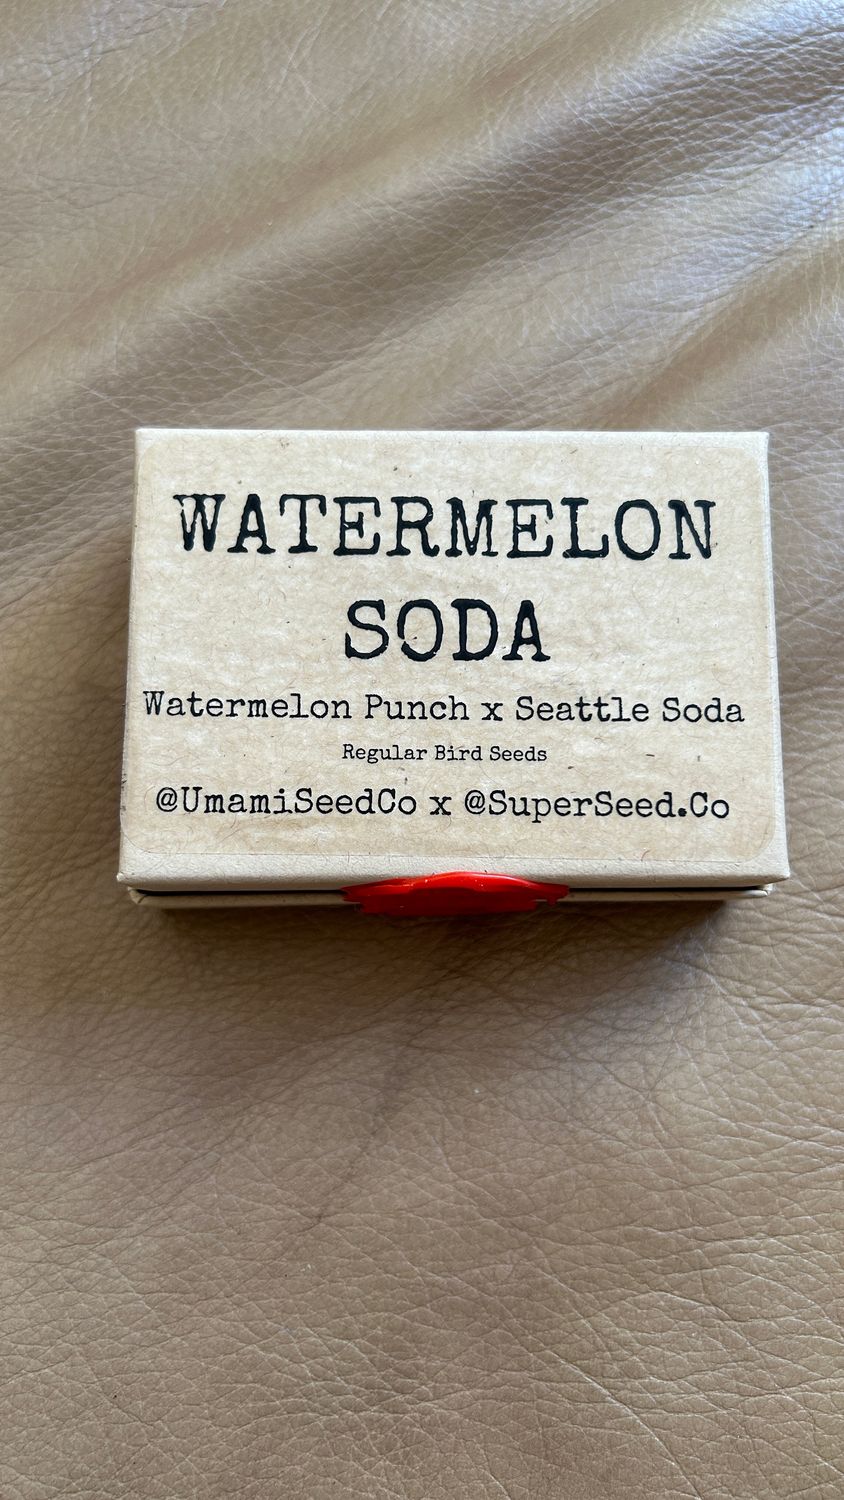 WATERMELON
SODA
Watermelon Punch x Seattle Soda
Regular Bird Seeds
@UmamiSeedCo x @SuperSeed.Co